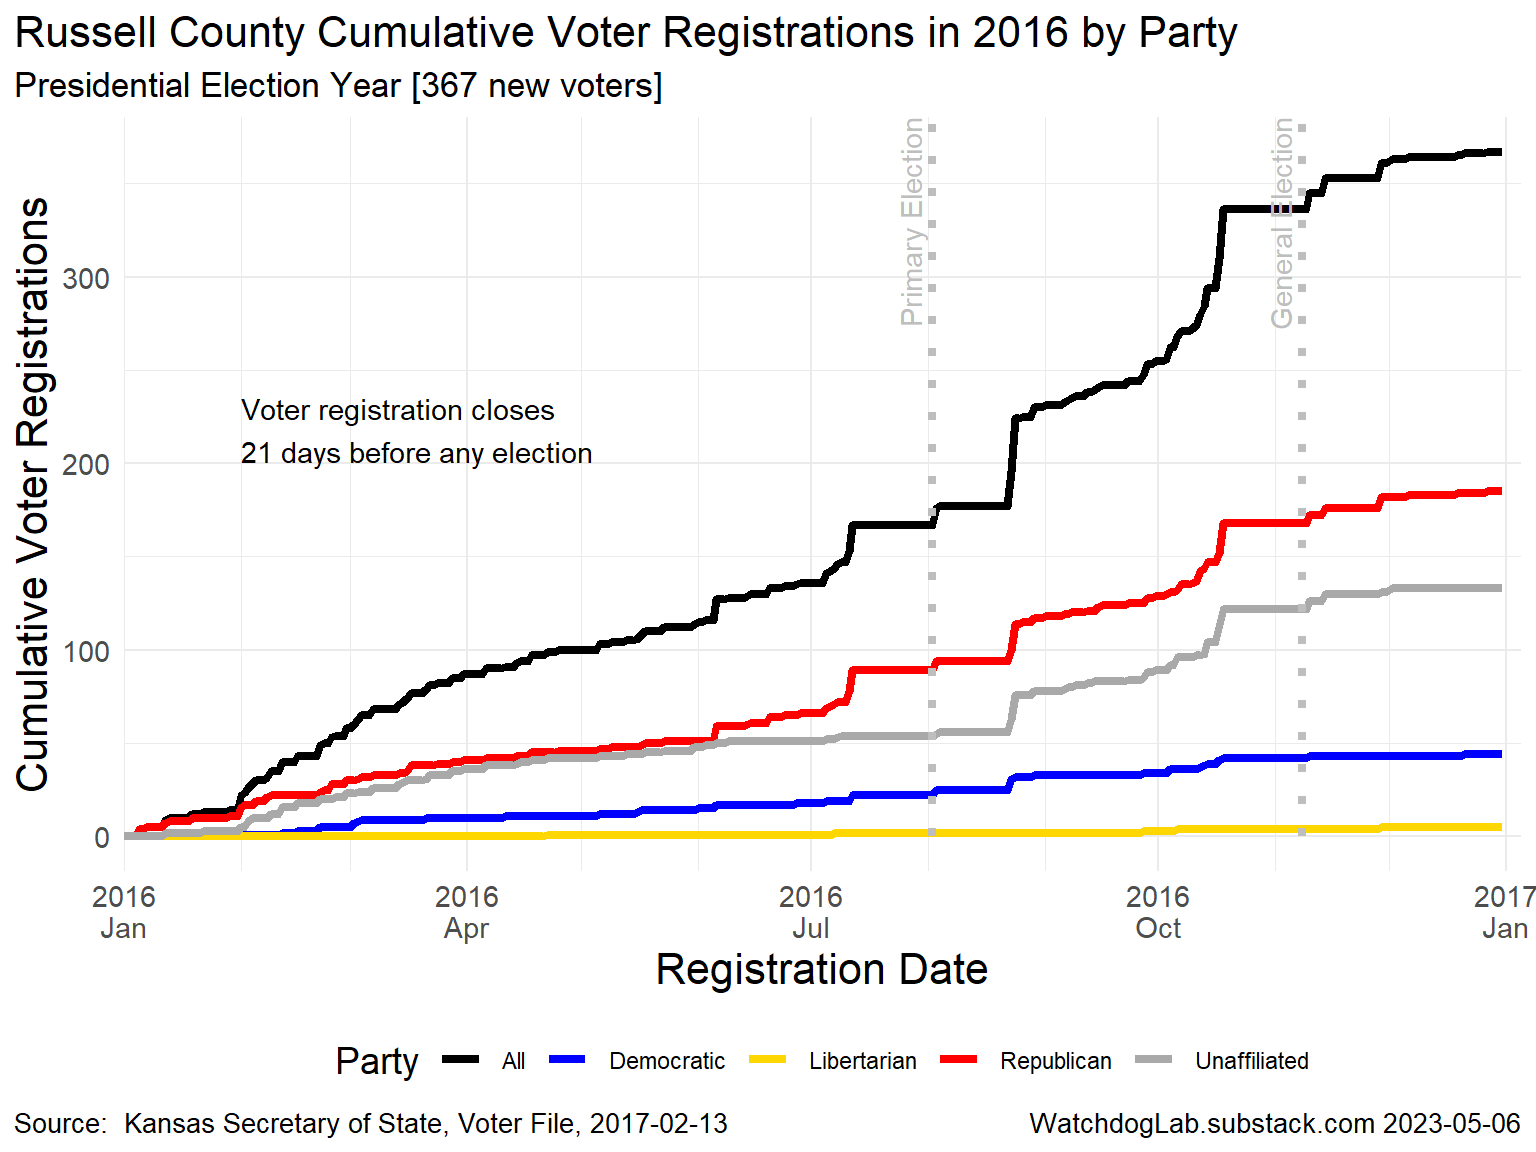 Russell County Cumulative Voter Registrations in 2016 by Party
Presidential Election Year [367 new voters]
Cumulative Voter Registrations
300
200
100
0
Primary Election
General Election
Voter registration closes
21 days before any election
2016 2016 2016 2016 2017
Jan Apr Jul Oct Jan
Registration Date
Party All Democratic Libertarian Republican Unaffiliated
Source:  Kansas Secretary of State, Voter File, 2017-02-13
WatchdogLab.substack.com 2023-05-06